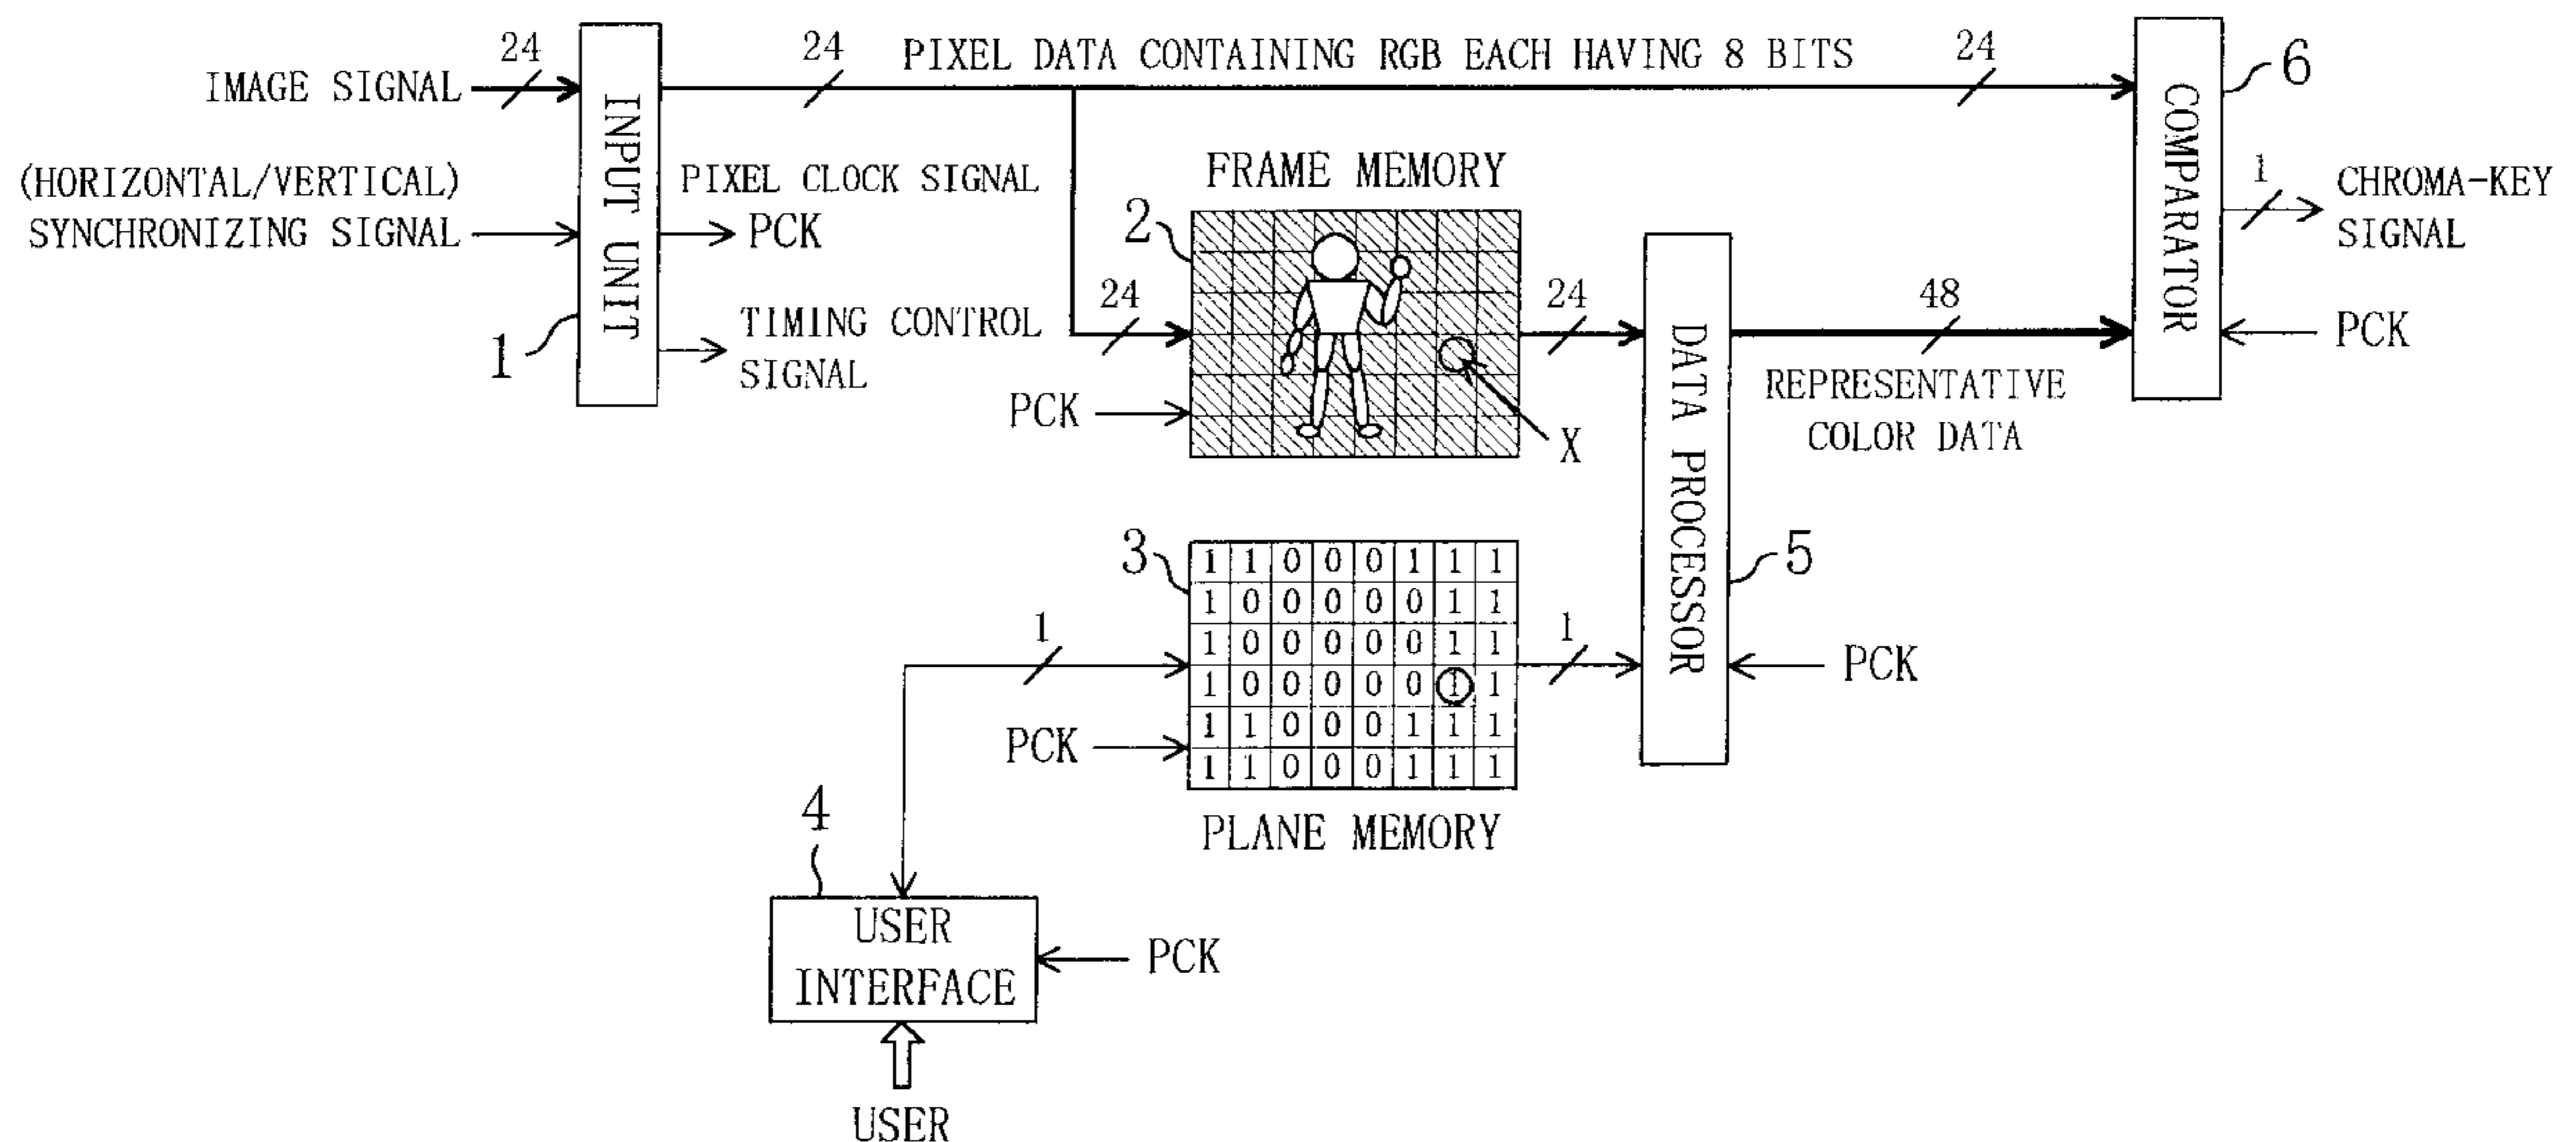 24
24
PIXEL DATA CONTAINING RGB EACH HAVING 8 BITS
24
6
IMAGE SIGNAL
INPUT UNIT
COMPARATOR
(HORIZONTAL/VERTICAL)
SYNCHRONIZING SIGNAL
PIXEL CLOCK SIGNAL
PCK
FRAME MEMORY
1
CHROMA-KEY
SIGNAL
2
24
24
48
PCK
1
TIMING CONTROL
SIGNAL
DATA PROCESSOR
REPRESENTATIVE
COLOR DATA
PCK
X
3
5
1 1 0 0 0 1 1 1
1 0 0 0 0 0 1 1
1 0 0 0 0 0 1 1
1 0 0 0 0 0 1 1
1 1 0 0 0 1 1 1
1 1 0 0 0 1 1 1
1
1
PCK
PCK
PLANE MEMORY
4
USER
INTERFACE
PCK
USER